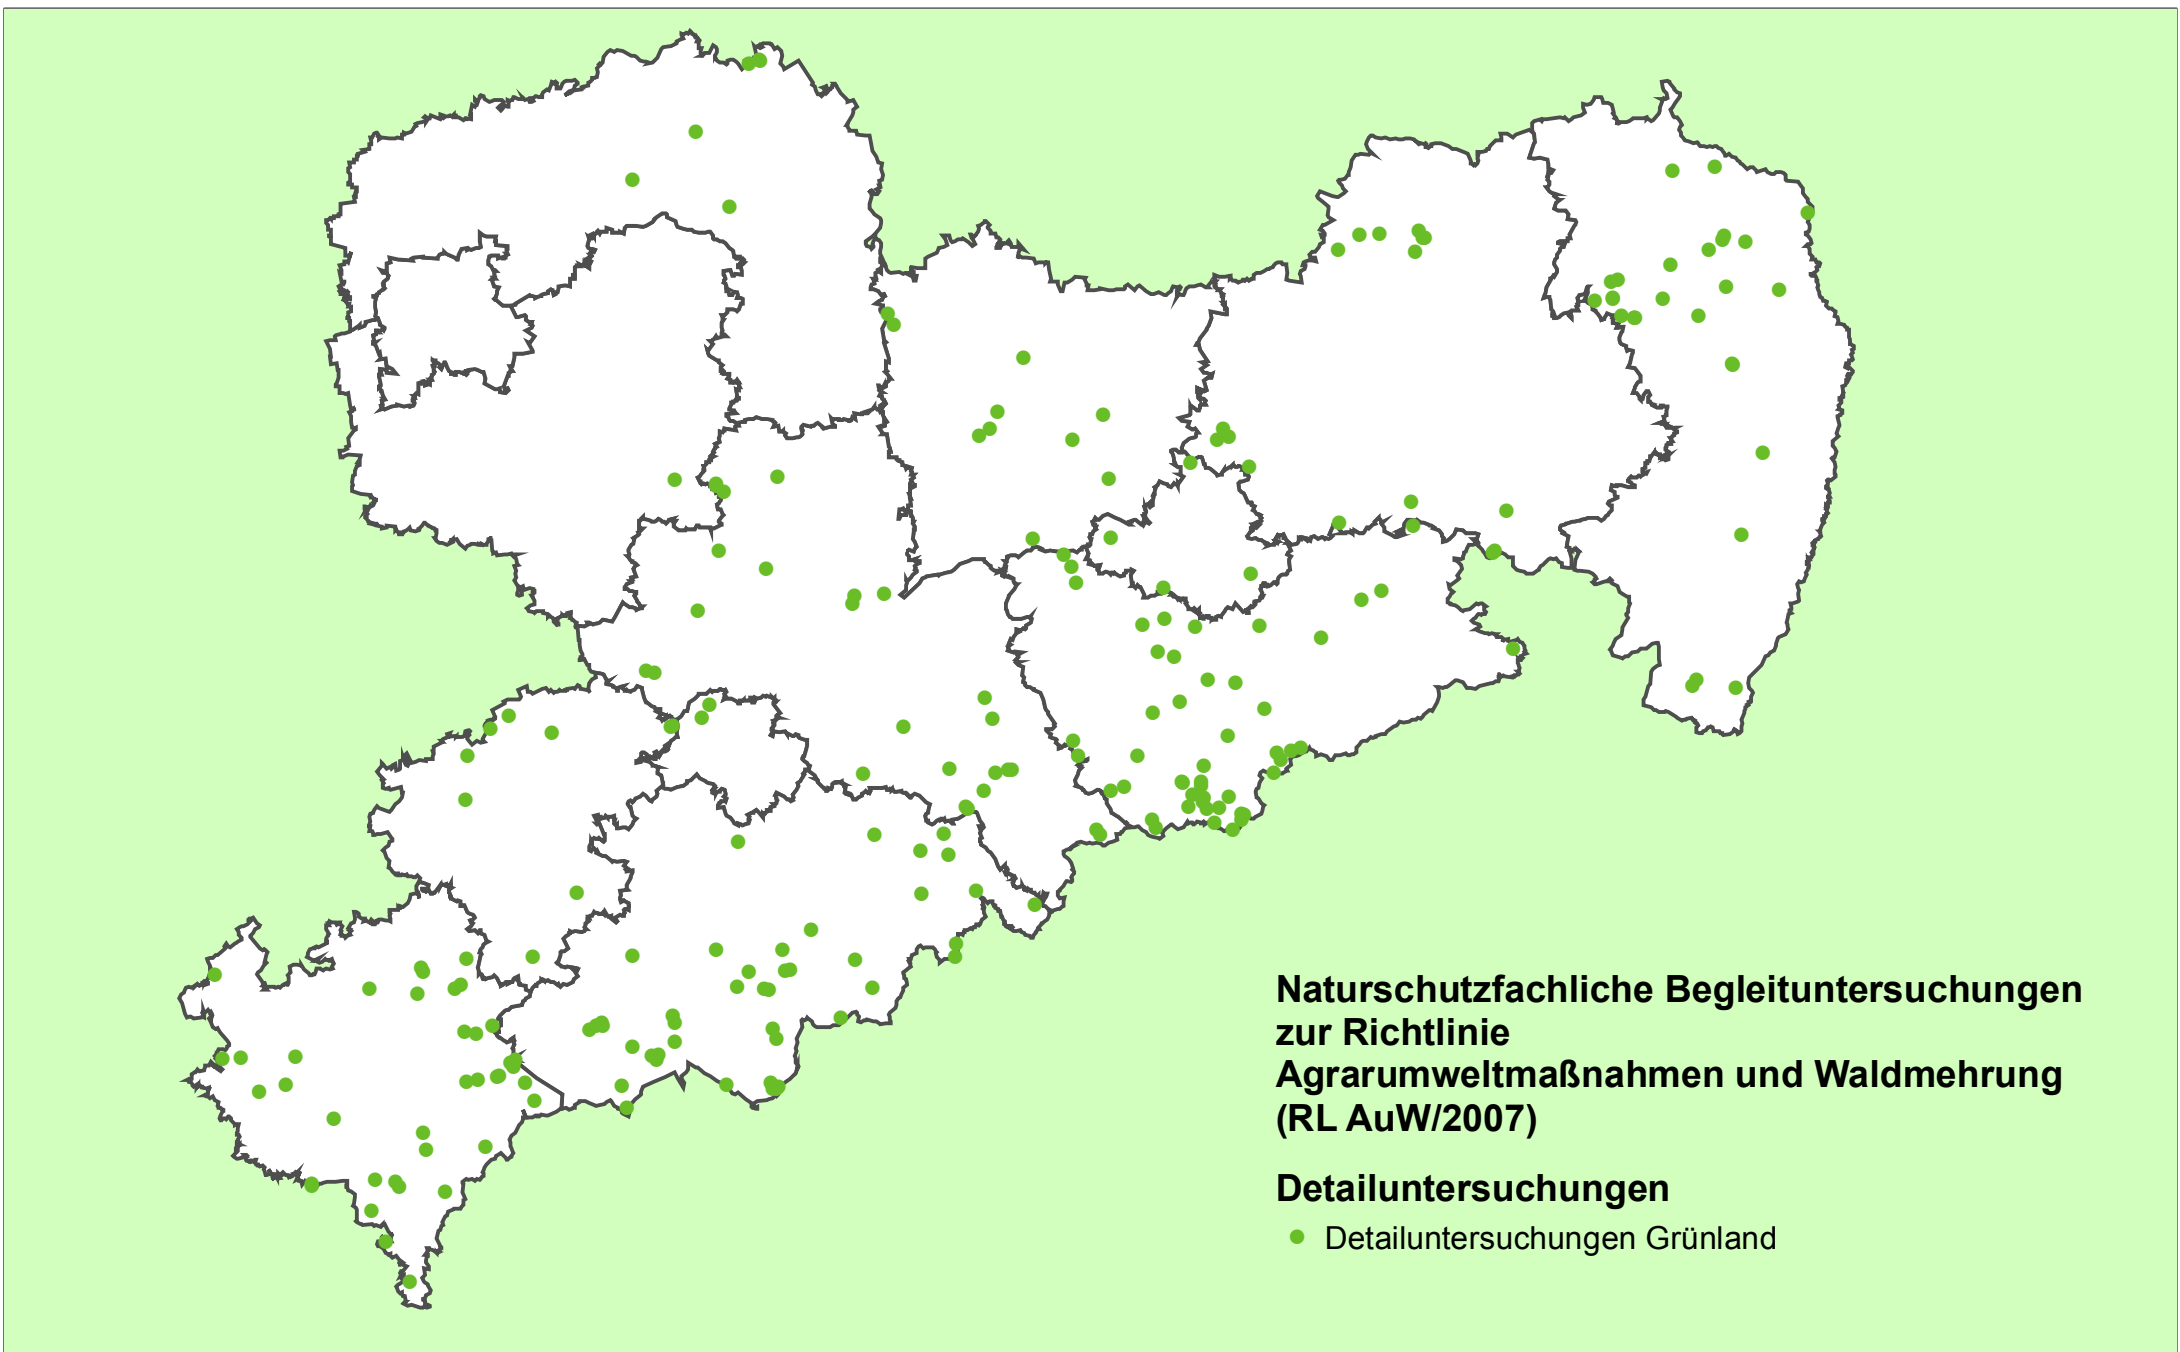 Naturschutzfachliche Begleituntersuchungen
zur Richtlinie
Agrarumweltmaßnahmen und Waldmehrung
(RL AuW/2007)
Detailuntersuchungen
Detailuntersuchungen Grünland